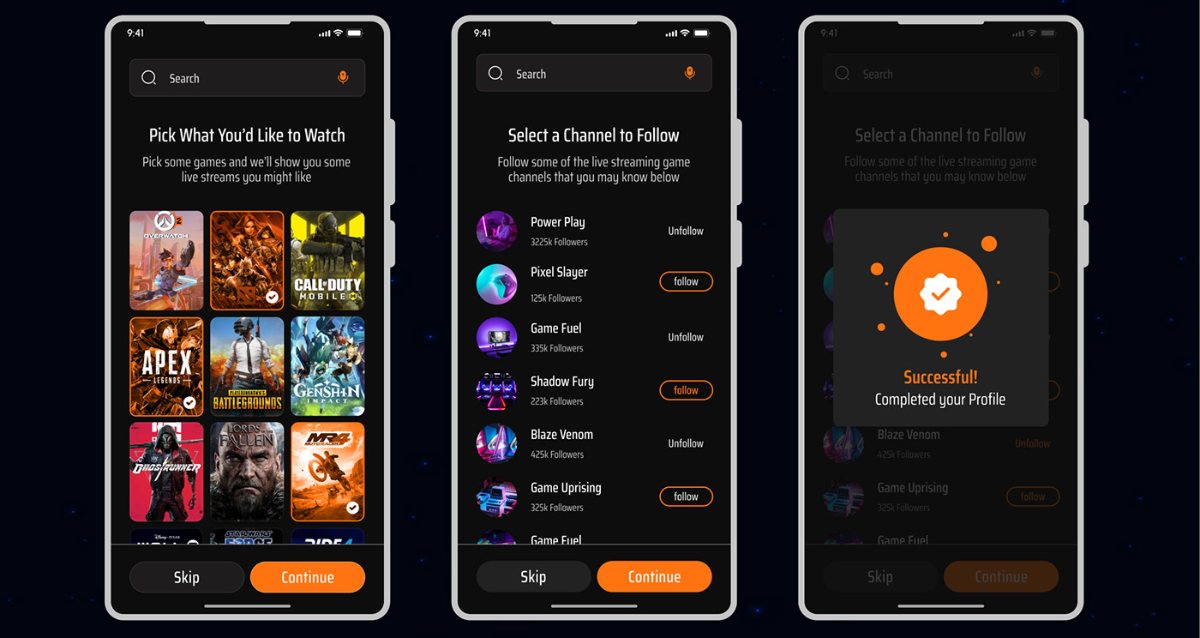 9:41
Search
Pick What You'd Like to Watch
Pick some games and we'll show you some
live streams you might like
OVERWATCH 2
CALL OF DUTY
MOBILE
APEX
LEGENDS
BATTLEGROUNDS
GENSHIN
IMPACT
GHOSTRUNNER
LORDS
OF THE
FALLEN
MR4
STAR WARS
Skip
Continue
9:41
Search
Select a Channel to Follow
Follow some of the live streaming game
channels that you may know below
Power Play
3225k Followers
Unfollow
Pixel Slayer
125k Followers
follow
Game Fuel
335k Followers
Unfollow
Shadow Fury
223k Followers
follow
Blaze Venom
425k Followers
Unfollow
Game Uprising
325k Followers
follow
Game Fuel
Skip
Continue
9:41
Search
Select a Channel to Follow
Follow some of the live streaming game
channels that you may know below
Successful!
Completed your Profile
Blaze Venom
425k Followers
Unfollow
Game Uprising
325k Followers
follow
Game Fuel
Skip
Continue